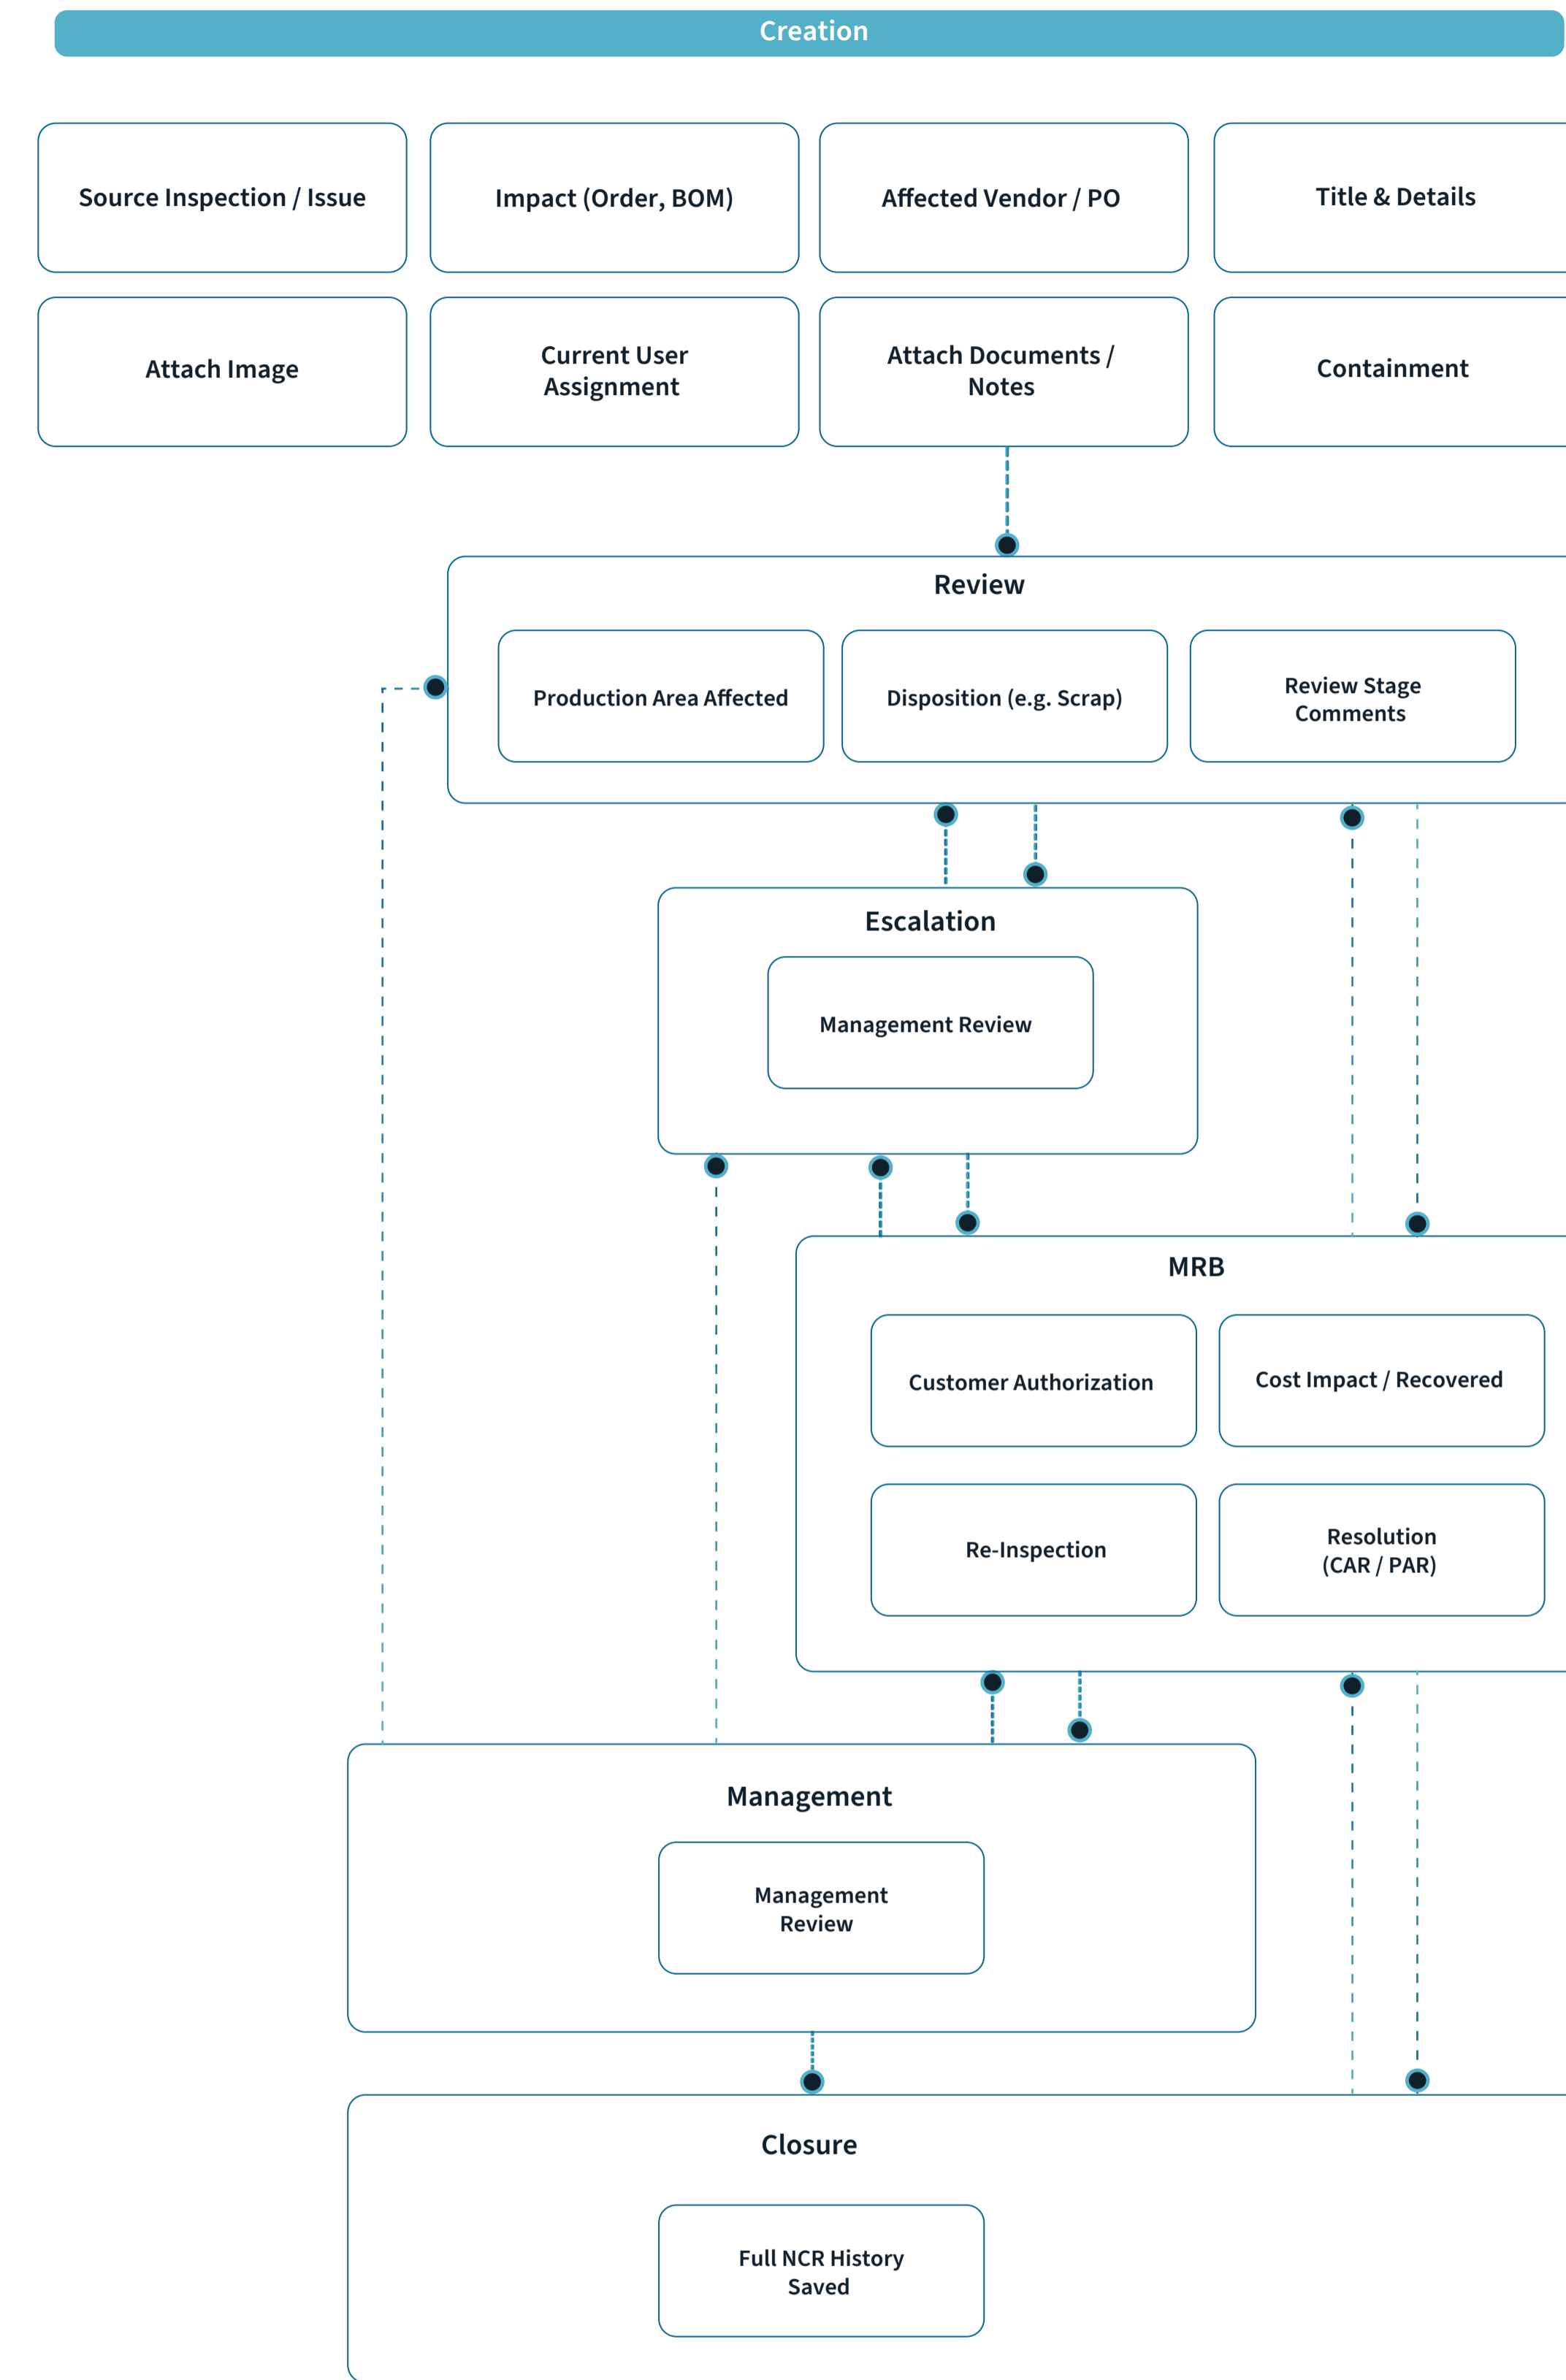 Creation
Source Inspection / Issue
Impact (Order, BOM)
Affected Vendor / PO
Title & Details
Attach Image
Current User
Assignment
Attach Documents /
Notes
Containment
Review
Production Area Affected
Disposition (e.g. Scrap)
Review Stage
Comments
Escalation
Management Review
MRB
Customer Authorization
Cost Impact / Recovered
Re-Inspection
Resolution
(CAR / PAR)
Management
Management
Review
Closure
Full NCR History
Saved